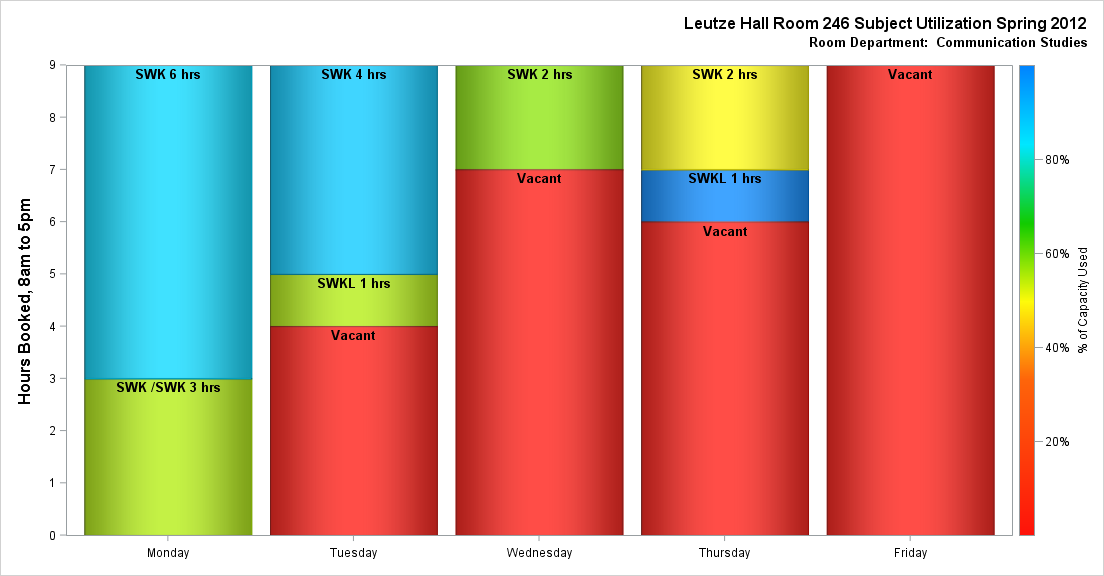 Leutze Hall Room 246 Subject Utilization Spring 2012
Room Department:  Communication Studies
Hours Booked, 8am to 5pm
9
8
7
6
5
4
3
2
1
0
SWK 6 hrs
SWK /SWK 3 hrs
SWK 4 hrs
SWKL 1 hrs
Vacant
SWK 2 hrs
Vacant
SWK 2 hrs
SWKL 1 hrs
Vacant
Vacant
Monday
Tuesday
Wednesday
Thursday
Friday
80%
60%
40%
20%
% of Capacity Used